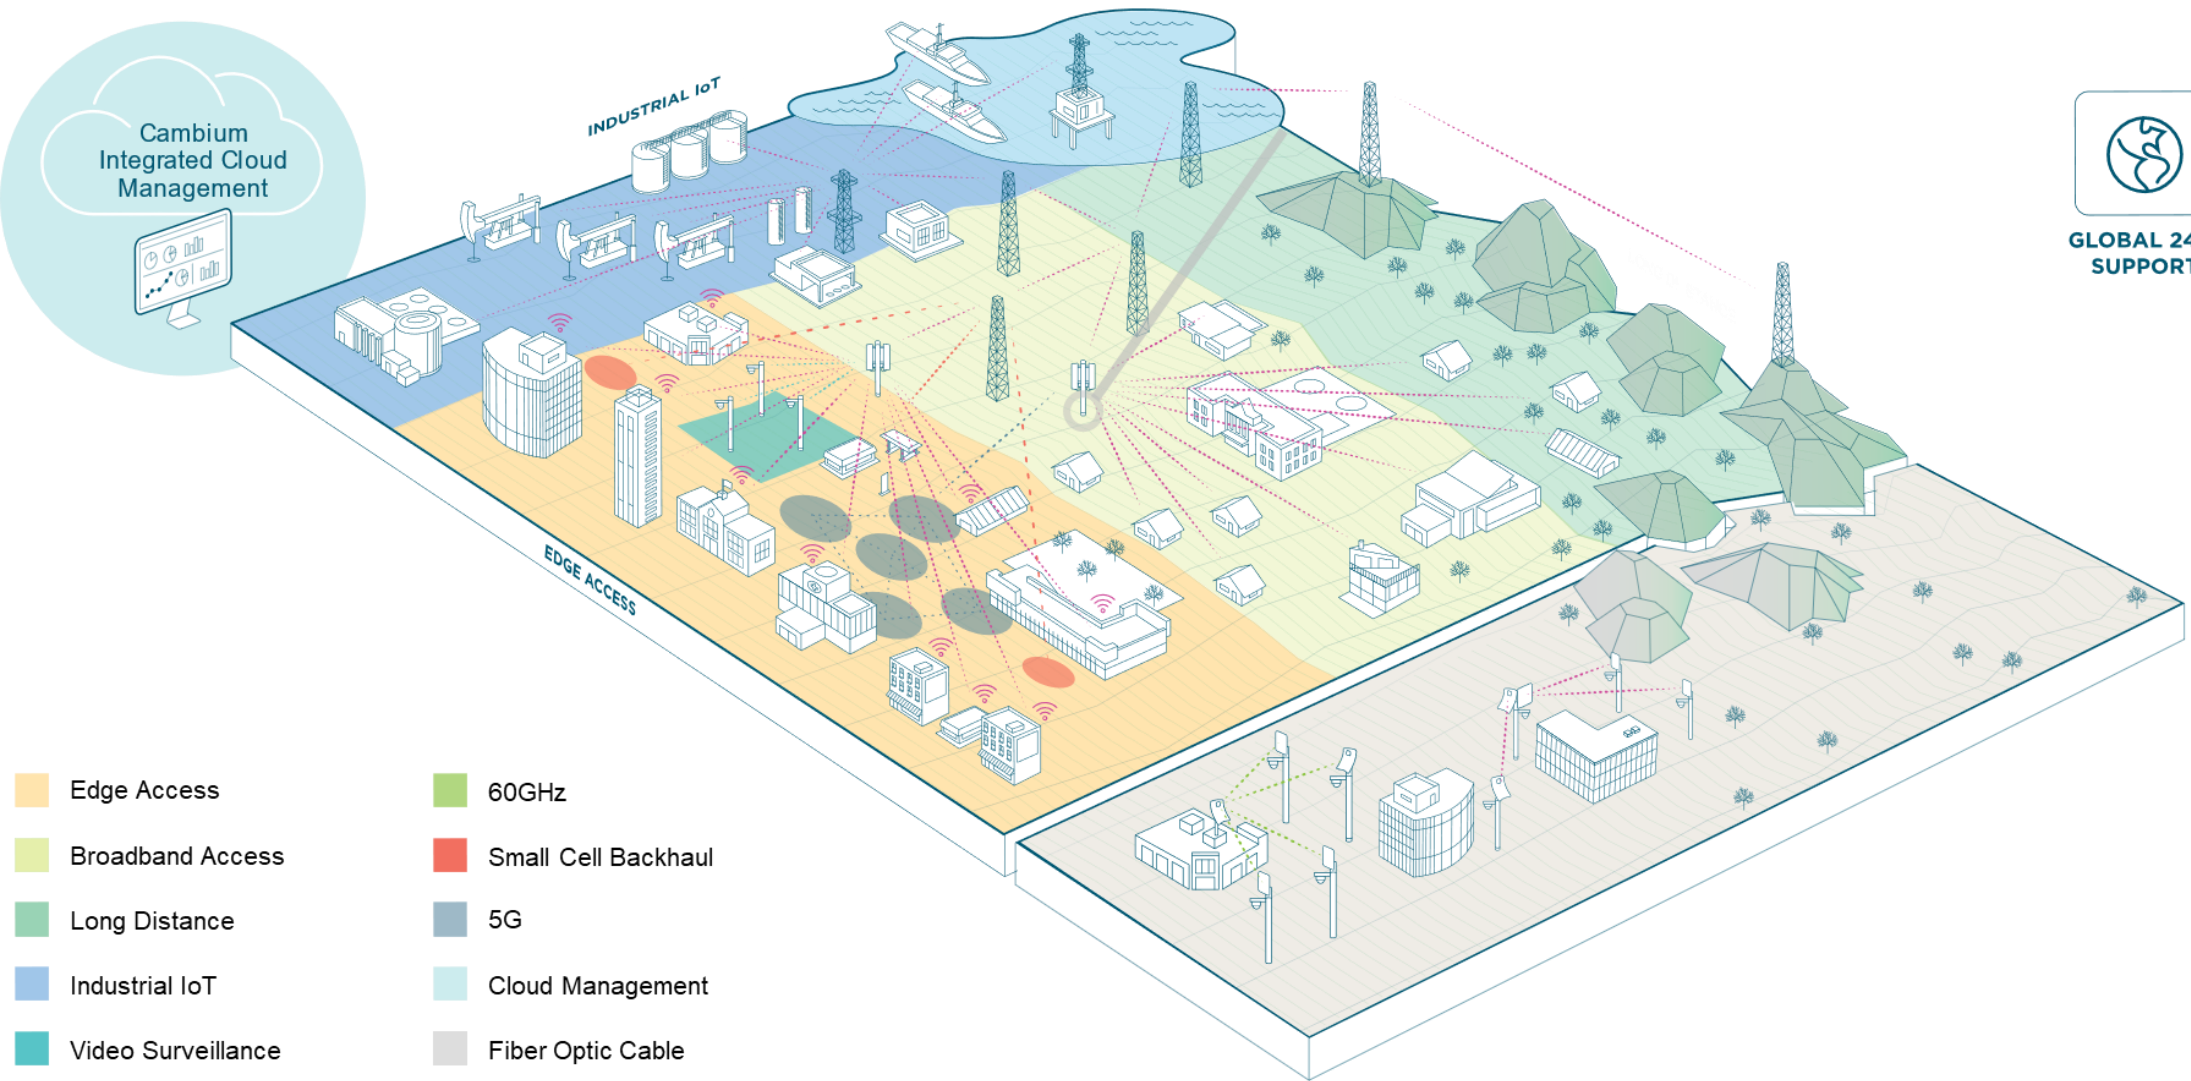 Cambium
Integrated Cloud
Management
INDUSTRIAL IoT
GLOBAL 24
SUPPORT
EDGE ACCESS
Edge Access
Broadband Access
Long Distance
Industrial IoT
Video Surveillance
60GHz
Small Cell Backhaul
5G
Cloud Management
Fiber Optic Cable